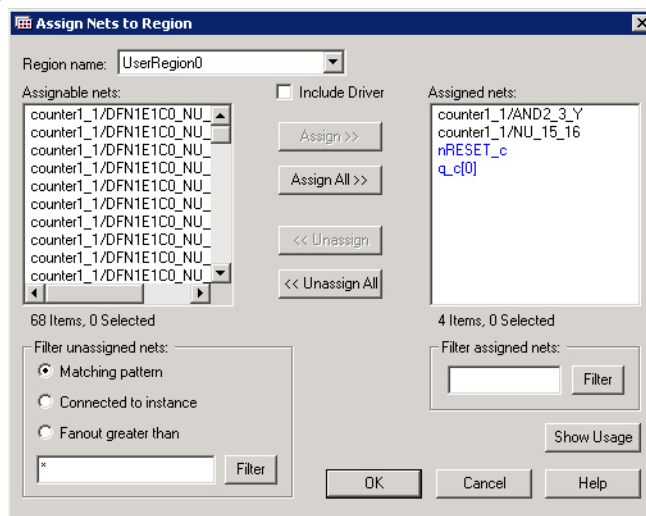 Assign Nets to Region
Region name: UserRegion0
Assignable nets:
counter1_1/DFN1E1C0_NU_
counter1_1/DFN1E1C0_NU_
counter1_1/DFN1E1C0_NU_
counter1_1/DFN1E1C0_NU_
counter1_1/DFN1E1C0_NU_
counter1_1/DFN1E1C0_NU_
counter1_1/DFN1E1C0_NU_
counter1_1/DFN1E1C0_NU_
counter1_1/DFN1E1C0_NU_
counter1_1/DFN1E1C0_NU_
68 Items, 0 Selected
Include Driver
Assign >>
Assign All >>
<< Unassign
<< Unassign All
Assigned nets:
counter1_1/AND2_3_Y
counter1_1/NU_15_16
nRESET_c
q_c[0]
4 Items, 0 Selected
Filter unassigned nets:
Matching pattern
Connected to instance
Fanout greater than
* Filter
Filter assigned nets:
Filter
Show Usage
OK Cancel Help